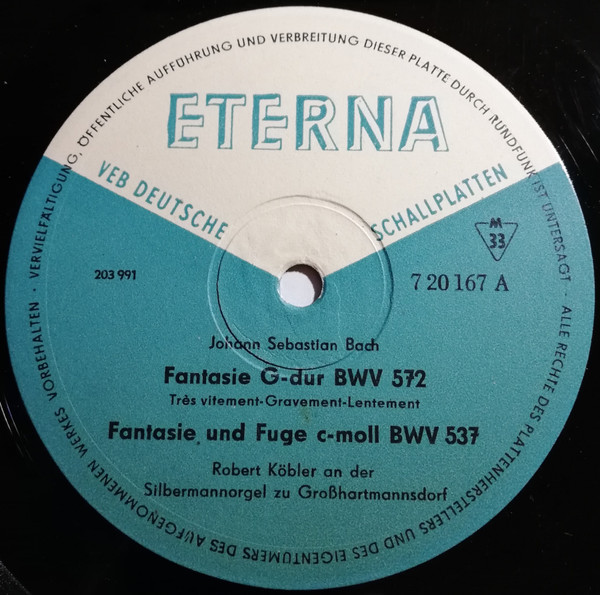 VERVIELFÄLTIGUNG, ÖFFENTLICHE AUFFÜHRUNG UND VERBREITUNG DIESER PLATTE DURCH RUNDFUNK IST UNTERSAGT - ALLE RECHTE DES PLATTENHERSTELLERS UND DES EIGENTÜMERS DES AUFGENOMMENEN WERKES VORBEHALTEN ·
ETERNA
VEB DEUTSCHE SCHALLPLATTEN
M
33
203 991
7 20 167 A
Johann Sebastian Bach
Fantasie G-dur BWV 572
Très vitement-Gravement-Lentement
Fantasie und Fuge c-moll BWV 537
Robert Köbler an der
Silbermannorgel zu Großhartmannsdorf